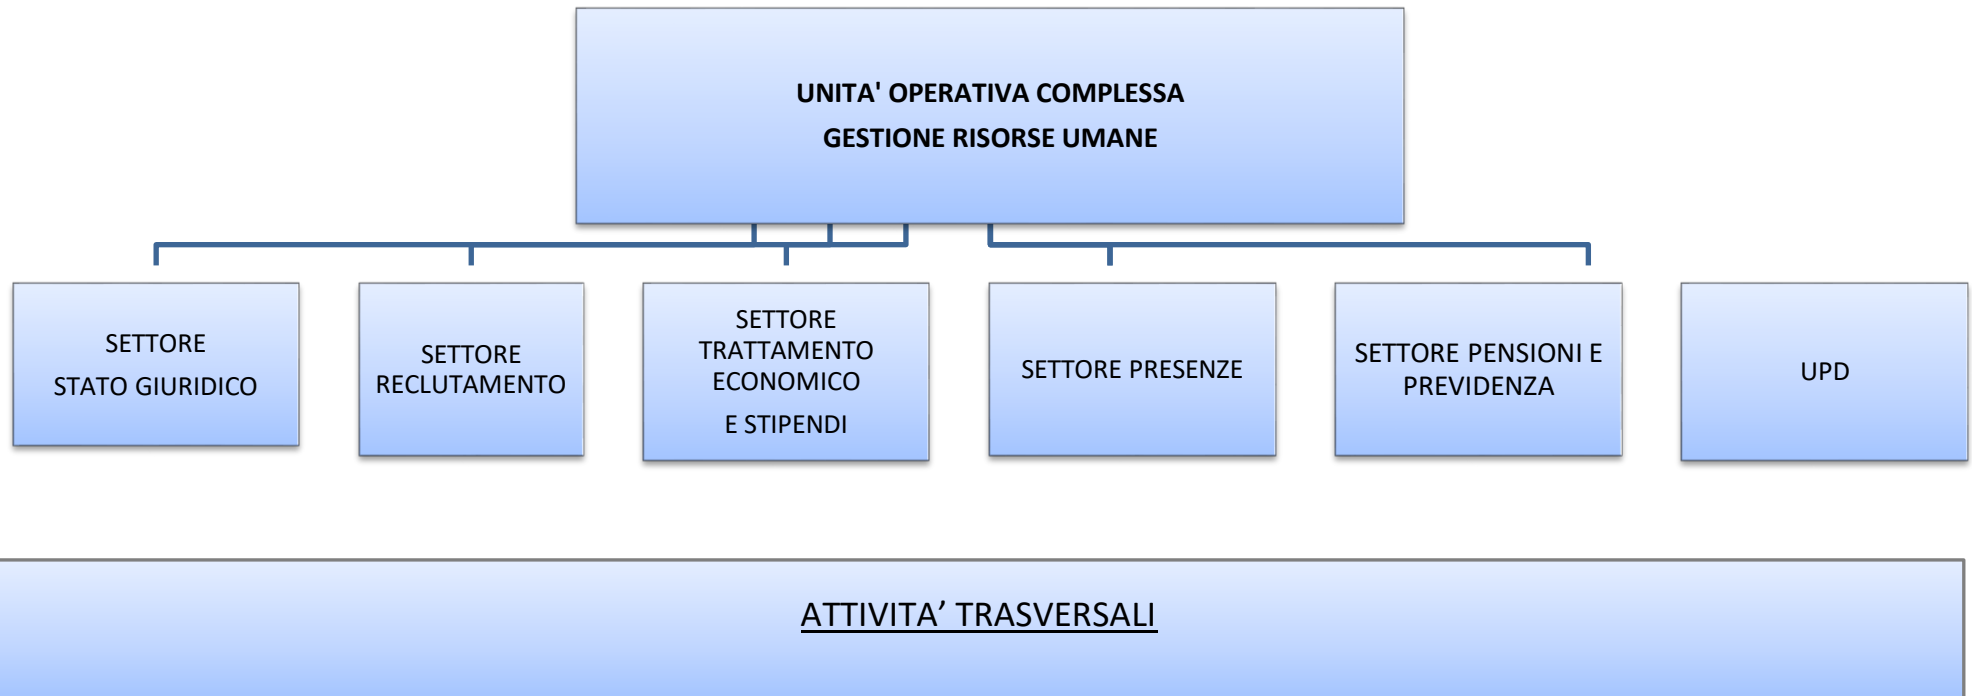 UNITA' OPERATIVA COMPLESSA
GESTIONE RISORSE UMANE
SETTORE
STATO GIURIDICO
SETTORE
RECLUTAMENTO
SETTORE
TRATTAMENTO
ECONOMICO
E STIPENDI
SETTORE PRESENZE
SETTORE PENSIONI E
PREVIDENZA
UPD
ATTIVITA’ TRASVERSALI